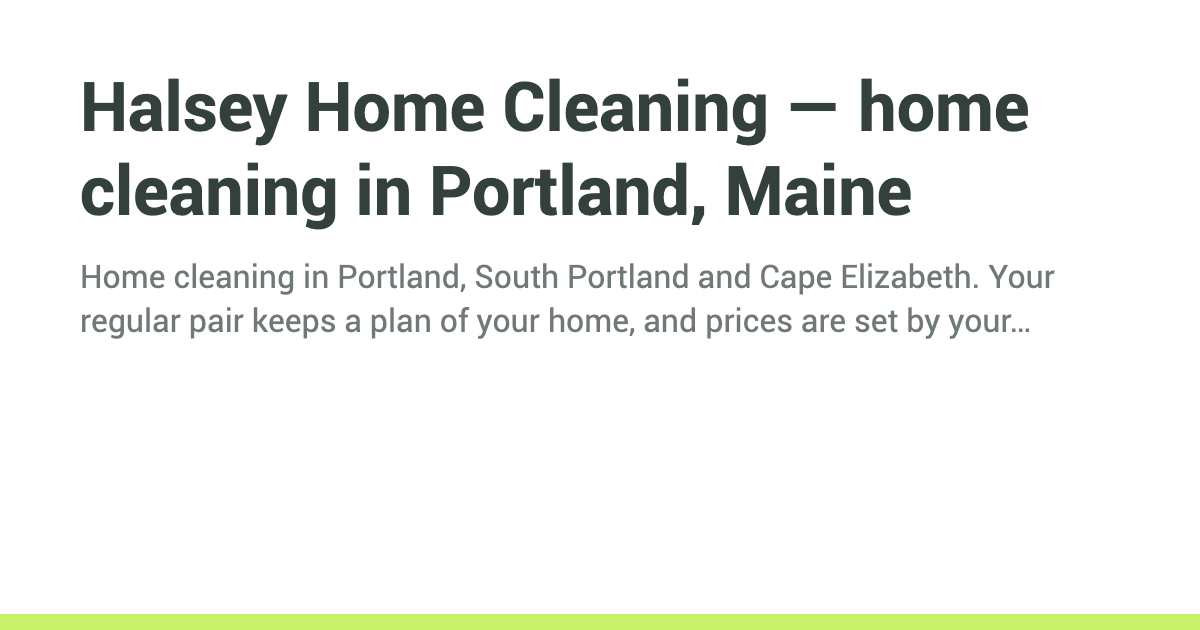 Halsey Home Cleaning — home
cleaning in Portland, Maine
Home cleaning in Portland, South Portland and Cape Elizabeth. Your
regular pair keeps a plan of your home, and prices are set by your...